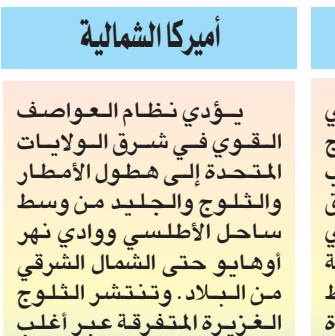 أميركا الشمالية
يؤدي نظام العواصف
القوي في شرق الولايات
المتحدة إلى هطول الأمطار
والثلوج والجليد من وسط
ساحل الأطلسي ووادي نهر
أوهايو حتى الشمال الشرقي
من البلاد. وتنتشر الثلوج
الغزيرة المتفرقة عبر أغلب